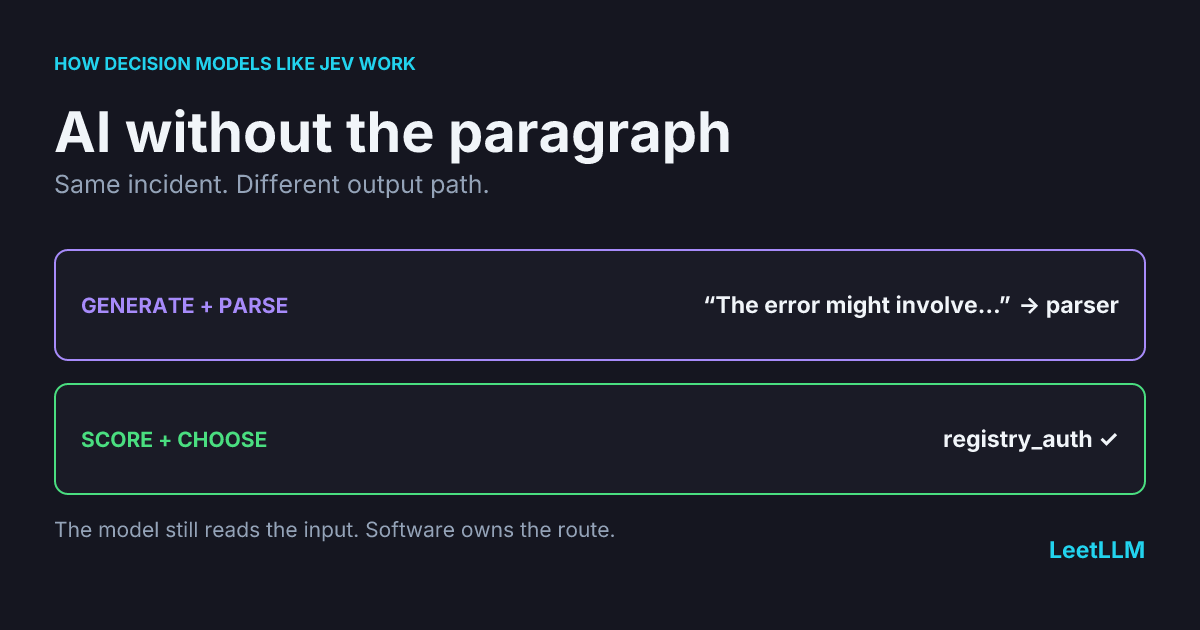 HOW DECISION MODELS LIKE JEV WORK
AI without the paragraph
Same incident. Different output path.
GENERATE + PARSE
“The error might involve…” → parser
SCORE + CHOOSE
registry_auth ✓
The model still reads the input. Software owns the route.
LeetLLM